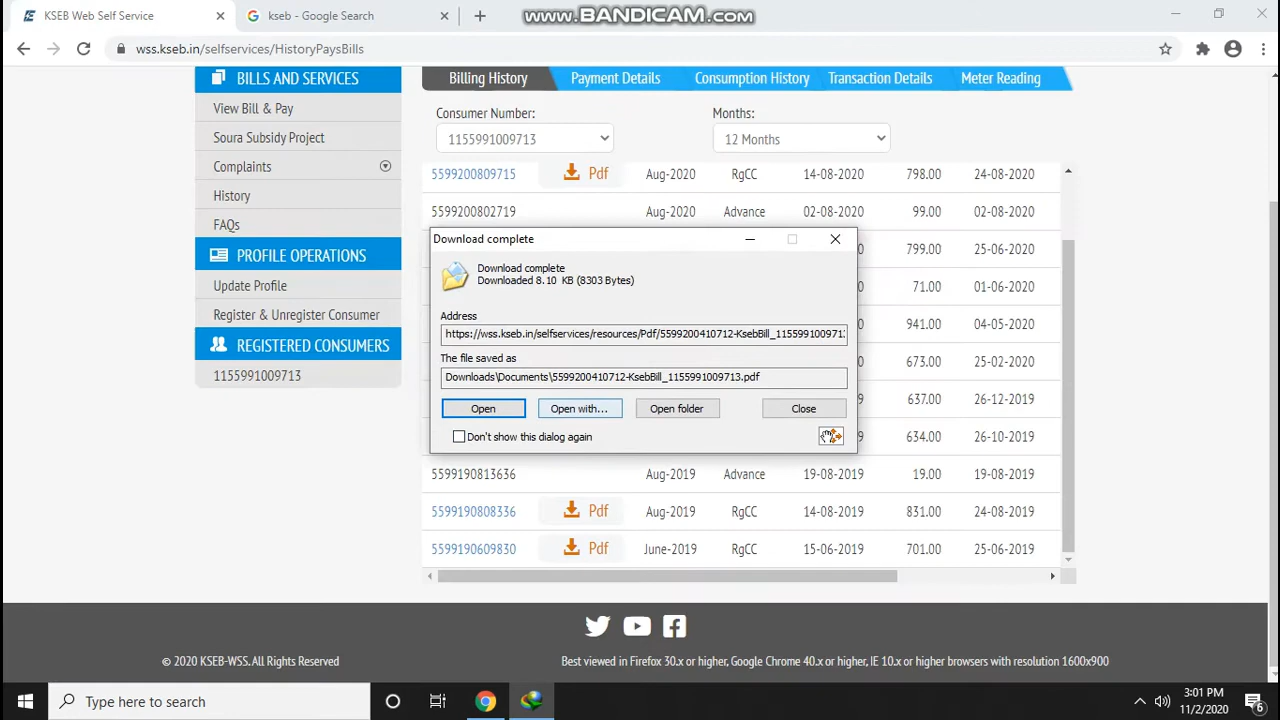 KSEB Web Self Service
kseb - Google Search
www.BANDICAM.com
wss.kseb.in/selfservices/HistoryPaysBills
BILLS AND SERVICES
View Bill & Pay
Soura Subsidy Project
Complaints
History
FAQs
PROFILE OPERATIONS
Update Profile
Register & Unregister Consumer
REGISTERED CONSUMERS
1155991009713
Billing History Payment Details Consumption History Transaction Details Meter Reading
Consumer Number: Months:
1155991009713 12 Months
5599200809715 Pdf Aug-2020 RgCC 14-08-2020 798.00 24-08-2020
5599200802719 Aug-2020 Advance 02-08-2020 99.00 02-08-2020
799.00 25-06-2020
71.00 01-06-2020
941.00 04-05-2020
673.00 25-02-2020
637.00 26-12-2019
634.00 26-10-2019
5599190813636 Aug-2019 Advance 19-08-2019 19.00 19-08-2019
5599190808336 Pdf Aug-2019 RgCC 14-08-2019 831.00 24-08-2019
5599190609830 Pdf June-2019 RgCC 15-06-2019 701.00 25-06-2019
Download complete
Download complete
Downloaded 8.10 KB (8303 Bytes)
Address
https://wss.kseb.in/selfservices/resources/Pdf/5599200410712-KsebBill_115599100971
The file saved as
Downloads\Documents\5599200410712-KsebBill_1155991009713.pdf
Open Open with... Open folder Close
Don't show this dialog again
© 2020 KSEB-WSS. All Rights Reserved
Best viewed in Firefox 30.x or higher, Google Chrome 40.x or higher, IE 10.x or higher browsers with resolution 1600x900
Type here to search
3:01 PM
11/2/2020
6